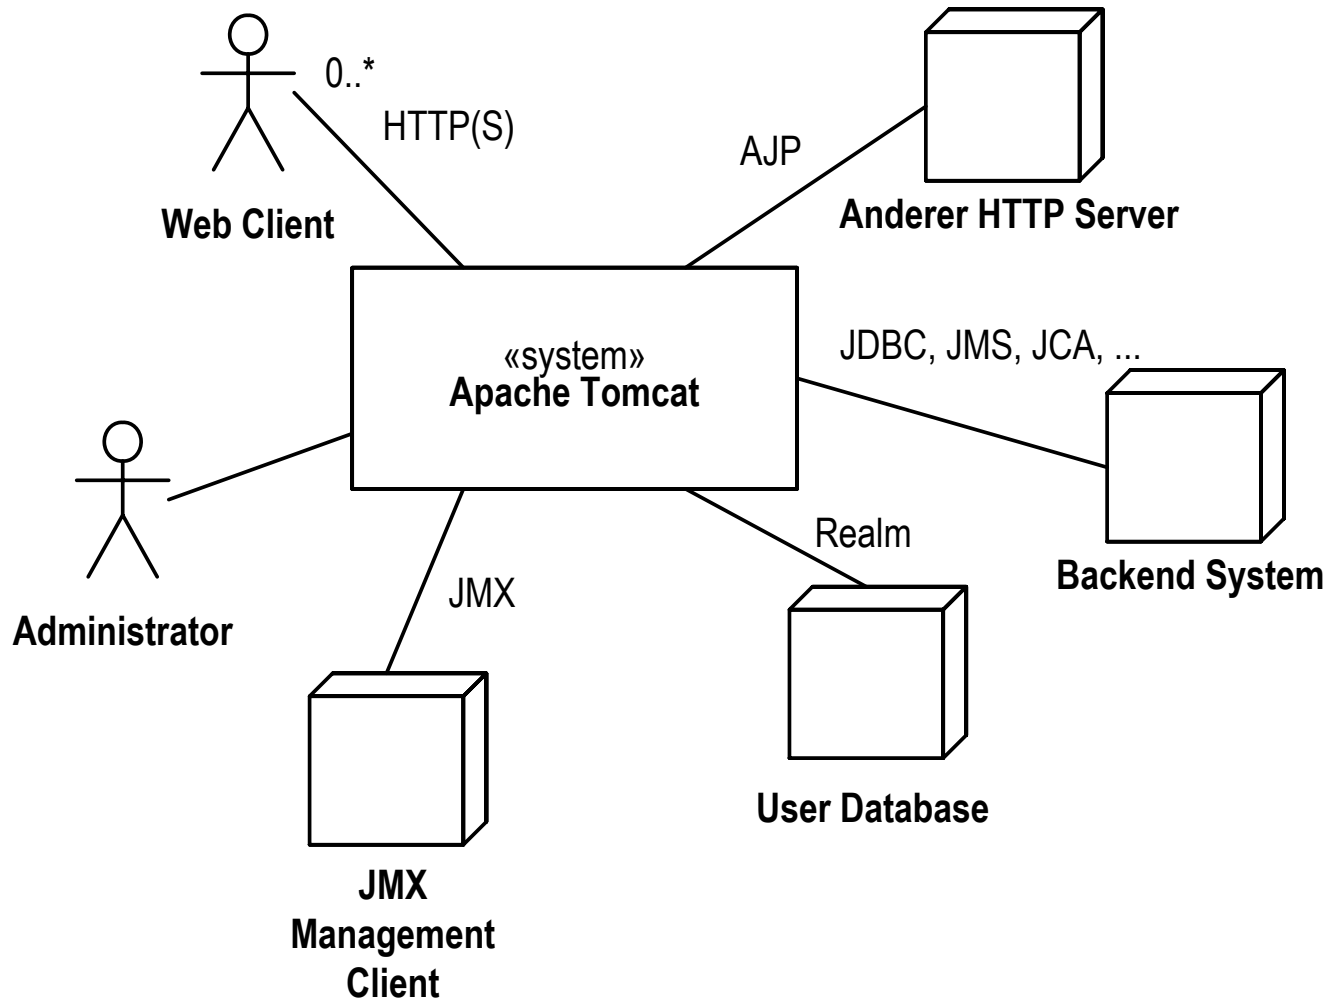 0..*
HTTP(S)
Web Client
AJP
Anderer HTTP Server
«system»
Apache Tomcat
JDBC, JMS, JCA, ...
Backend System
Administrator
JMX
Realm
User Database
JMX
Management
Client